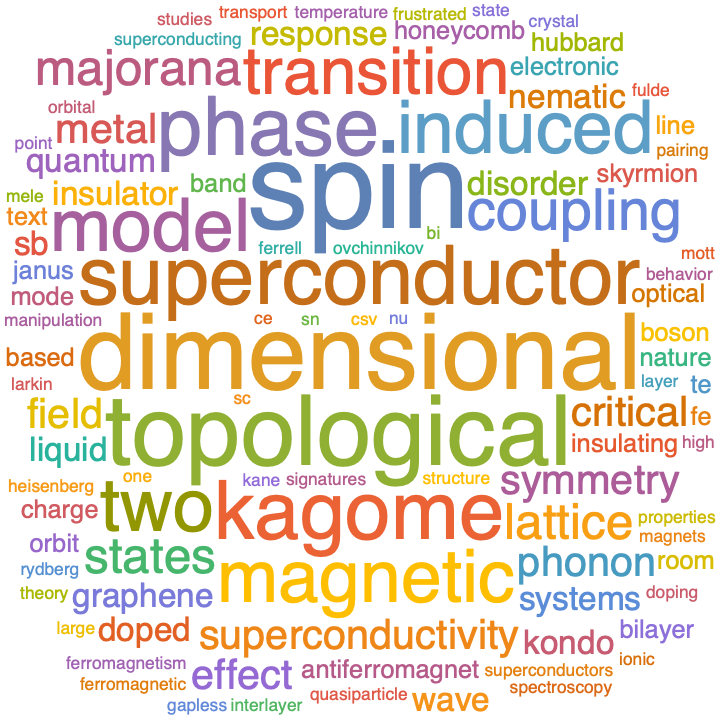 studies transport temperature frustrated state crystal
superconducting response honeycomb hubbard
majorana transition electronic
orbital nematic fulde
metal phase induced line
point quantum pairing
mele insulator band spin disorder skyrmion
text model coupling
sb ferrell ovchinnikov bi mott
janus superconductor behavior
mode optical
manipulation ce sn csv nu boson
based dimensional nature
larkin layer te
sc
field topological critical fe
liquid insulating high
heisenberg one kane signatures structure symmetry
charge two kagome lattice properties
orbit magnets
rydberg states magnetic phonon room
theory graphene systems doping
large doped superconductivity kondo bilayer
ferromagnetism effect antiferromagnet superconductors ionic
ferromagnetic quasiparticle spectroscopy
gapless interlayer wave